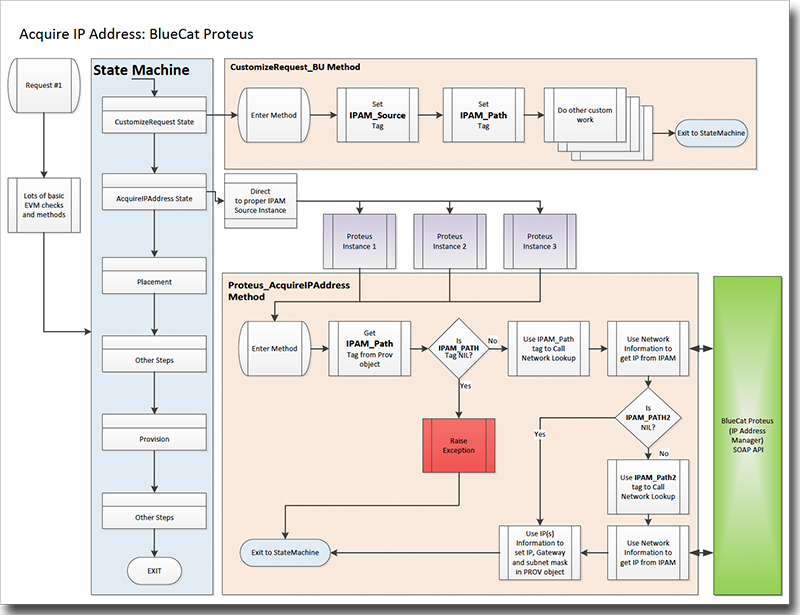 Acquire IP Address: BlueCat Proteus
Request #1
Lots of basic
EVM checks
and methods
State Machine
CustomizeRequest State
AcquireIPAddress State
Placement
Other Steps
Provision
Other Steps
EXIT
CustomizeRequest_BU Method
Enter Method
Set
IPAM_Source
Tag
Set
IPAM_Path
Tag
Do other custom
work
Exit to StateMachine
Direct
to proper IPAM
Source Instance
Proteus
Instance 1
Proteus
Instance 2
Proteus
Instance 3
Proteus_AcquireIPAddress
Method
Enter Method
Get
IPAM_Path
Tag from Prov
object
Is
IPAM_PATH
Tag NIL?
No
Yes
Use IPAM_Path
tag to Call
Network Lookup
Use Network
Information to
get IP from IPAM
Is
IPAM_PATH2
NIL?
Yes
No
Raise
Exception
Use IPAM_Path2
tag to Call
Network Lookup
Use Network
Information to
get IP from IPAM
Use IP(s)
Information to
set IP, Gateway
and subnet mask
in PROV object
Exit to StateMachine
BlueCat Proteus
(IP Address
Manager)
SOAP API